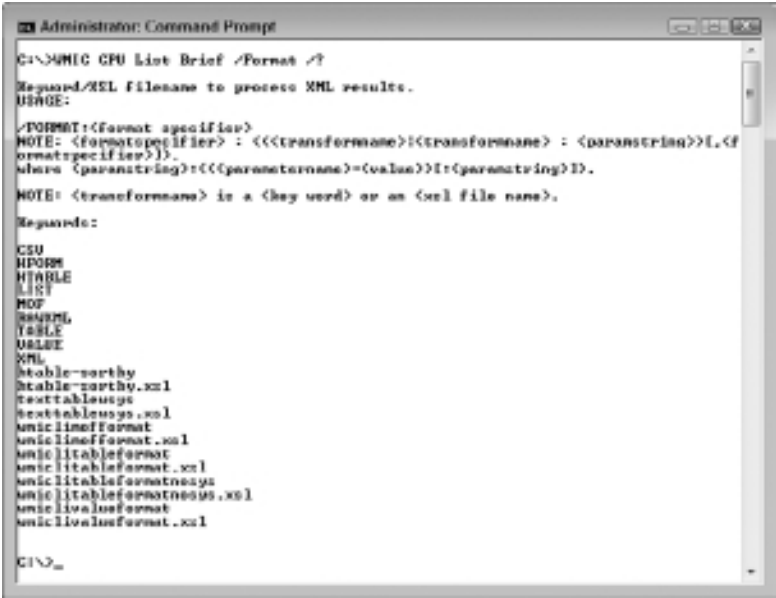 Administrator: Command Prompt
C:\>WMIC CPU List Brief /Format /?
Keyword/XSL filename to process XML results.
USAGE:
/FORMAT:<format specifier>
NOTE: <formatspecifier> : <<<transformname>|<transformname> : <paramstring>>[,<f
ormatspecifier>]>.
where <paramstring>:<<<parametername>=<value>>[:<paramstring>]>.
NOTE: <transformname> is a <key word> or an <xsl file name>.
Keywords:
CSV
HFORM
HTABLE
LIST
MOF
RAWXML
TABLE
VALUE
XML
htable-sortby
htable-sortby.xsl
texttablewsys
texttablewsys.xsl
wmiclimofformat
wmiclimofformat.xsl
wmiclitableformat
wmiclitableformat.xsl
wmiclitableformatnosys
wmiclitableformatnosys.xsl
wmiclivalueformat
wmiclivalueformat.xsl
C:\>_